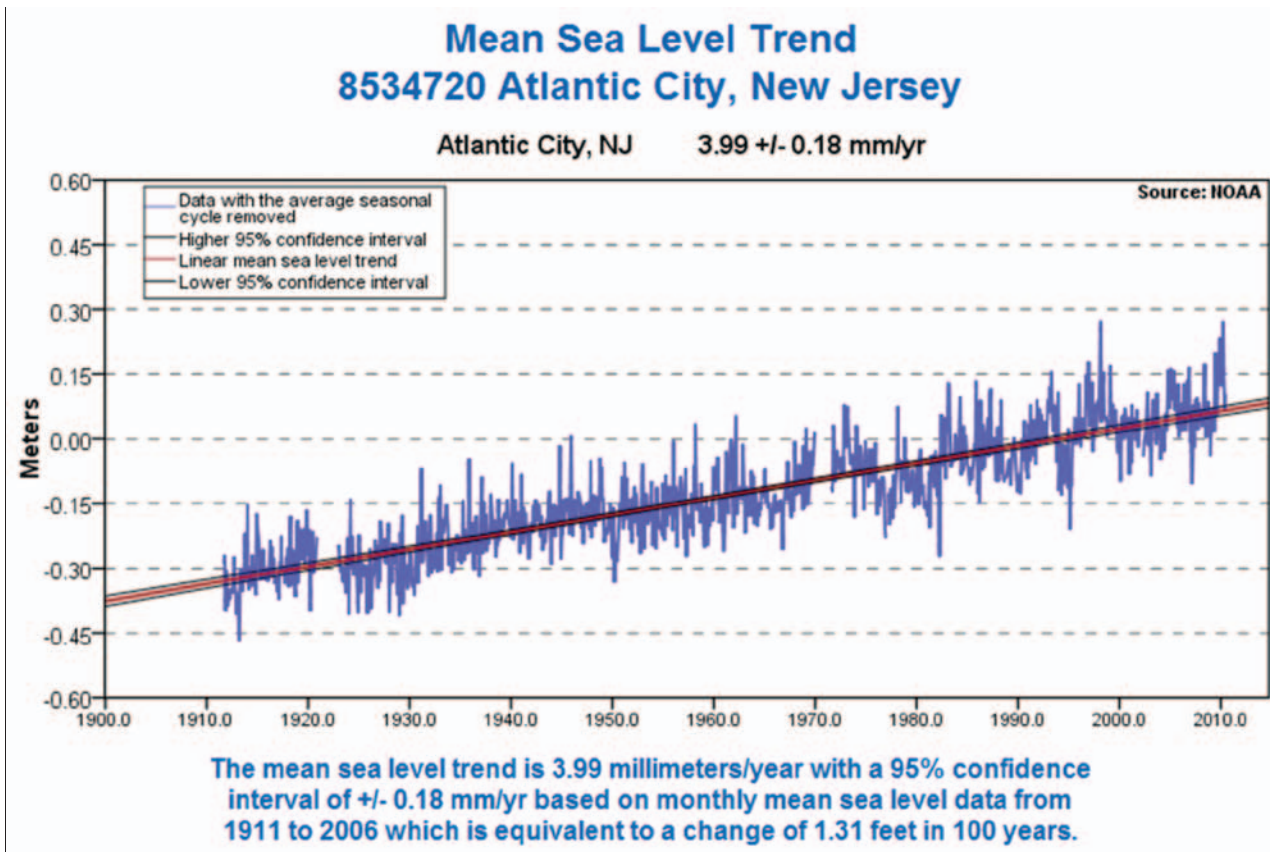 Mean Sea Level Trend
8534720 Atlantic City, New Jersey
Atlantic City, NJ 3.99 +/- 0.18 mm/yr
Source: NOAA
Data with the average seasonal
cycle removed
Higher 95% confidence interval
Linear mean sea level trend
Lower 95% confidence interval
Meters
0.60
0.45
0.30
0.15
0.00
-0.15
-0.30
-0.45
-0.60
1900.0 1910.0 1920.0 1930.0 1940.0 1950.0 1960.0 1970.0 1980.0 1990.0 2000.0 2010.0
The mean sea level trend is 3.99 millimeters/year with a 95% confidence
interval of +/- 0.18 mm/yr based on monthly mean sea level data from
1911 to 2006 which is equivalent to a change of 1.31 feet in 100 years.